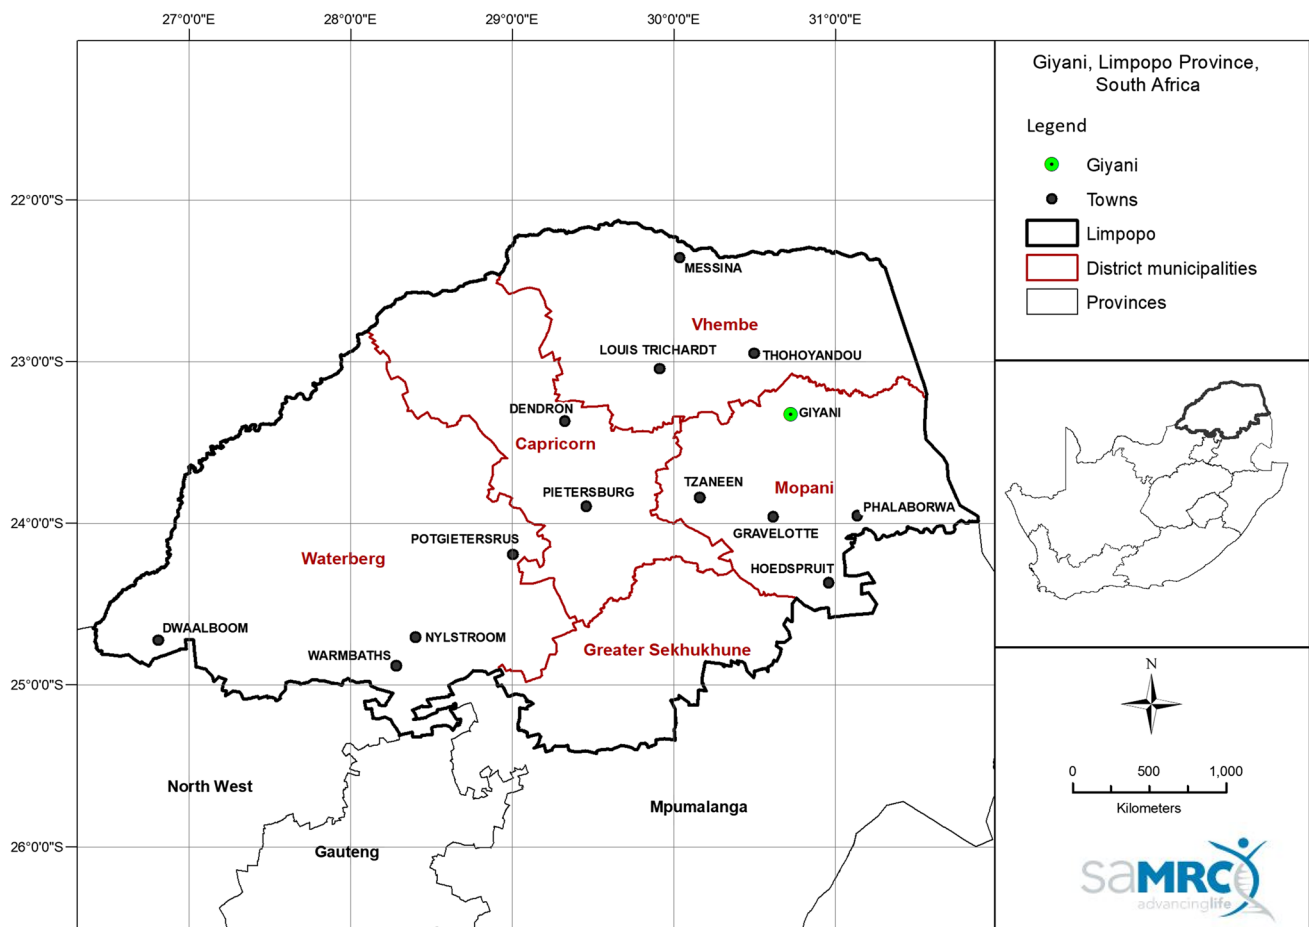 27°0'0"E
28°0'0"E
29°0'0"E
30°0'0"E
31°0'0"E
Giyani, Limpopo Province,
South Africa
Legend
Giyani
Towns
Limpopo
District municipalities
Provinces
22°0'0"S
23°0'0"S
24°0'0"S
25°0'0"S
26°0'0"S
MESSINA
Vhembe
LOUIS TRICHARDT
THOHOYANDOU
DENDRON
GIYANI
Capricorn
TZANEEN
Mopani
PIETERSBURG
PHALABORWA
GRAVELOTTE
POTGIETERSRUS
Waterberg
HOEDSPRUIT
DWAALBOOM
NYLSTROOM
WARMBATHS
Greater Sekhukhune
North West
Mpumalanga
Gauteng
N
0 500 1,000
Kilometers
saMRC
advancinglife